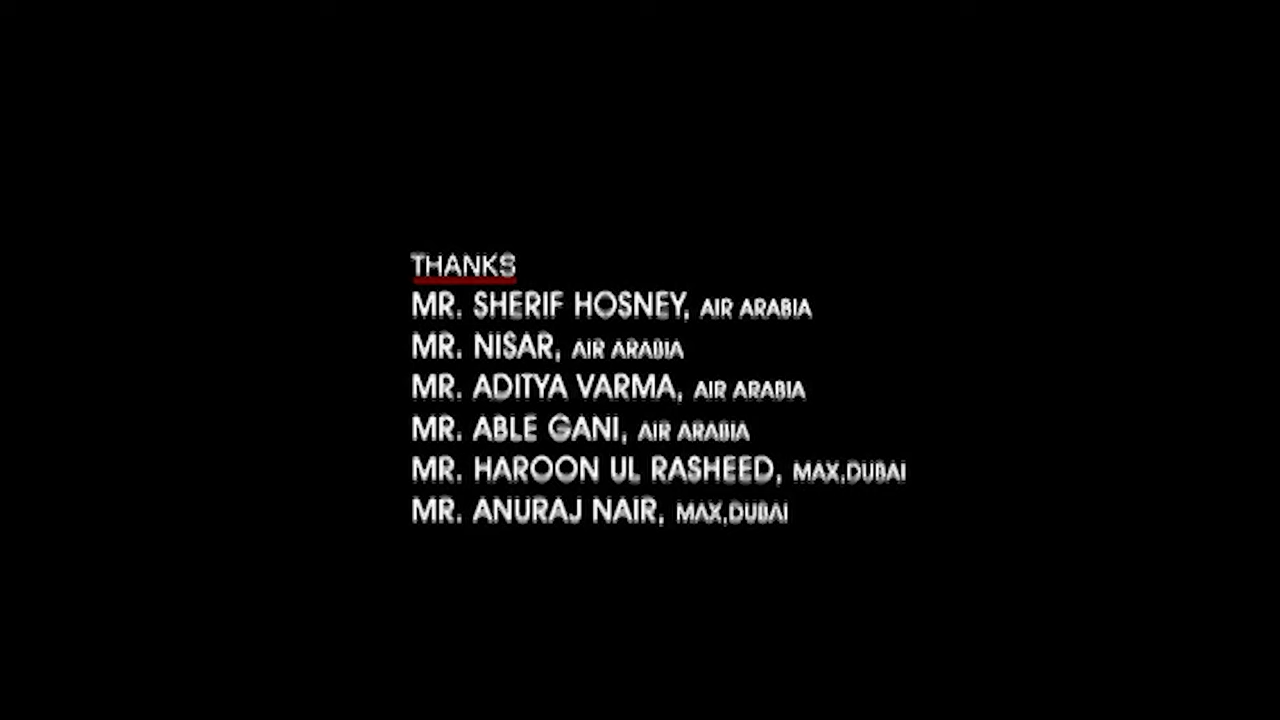 THANKS
MR. SHERIF HOSNEY, AIR ARABIA
MR. NISAR, AIR ARABIA
MR. ADITYA VARMA, AIR ARABIA
MR. ABLE GANI, AIR ARABIA
MR. HAROON UL RASHEED, MAX,DUBAI
MR. ANURAJ NAIR, MAX,DUBAI